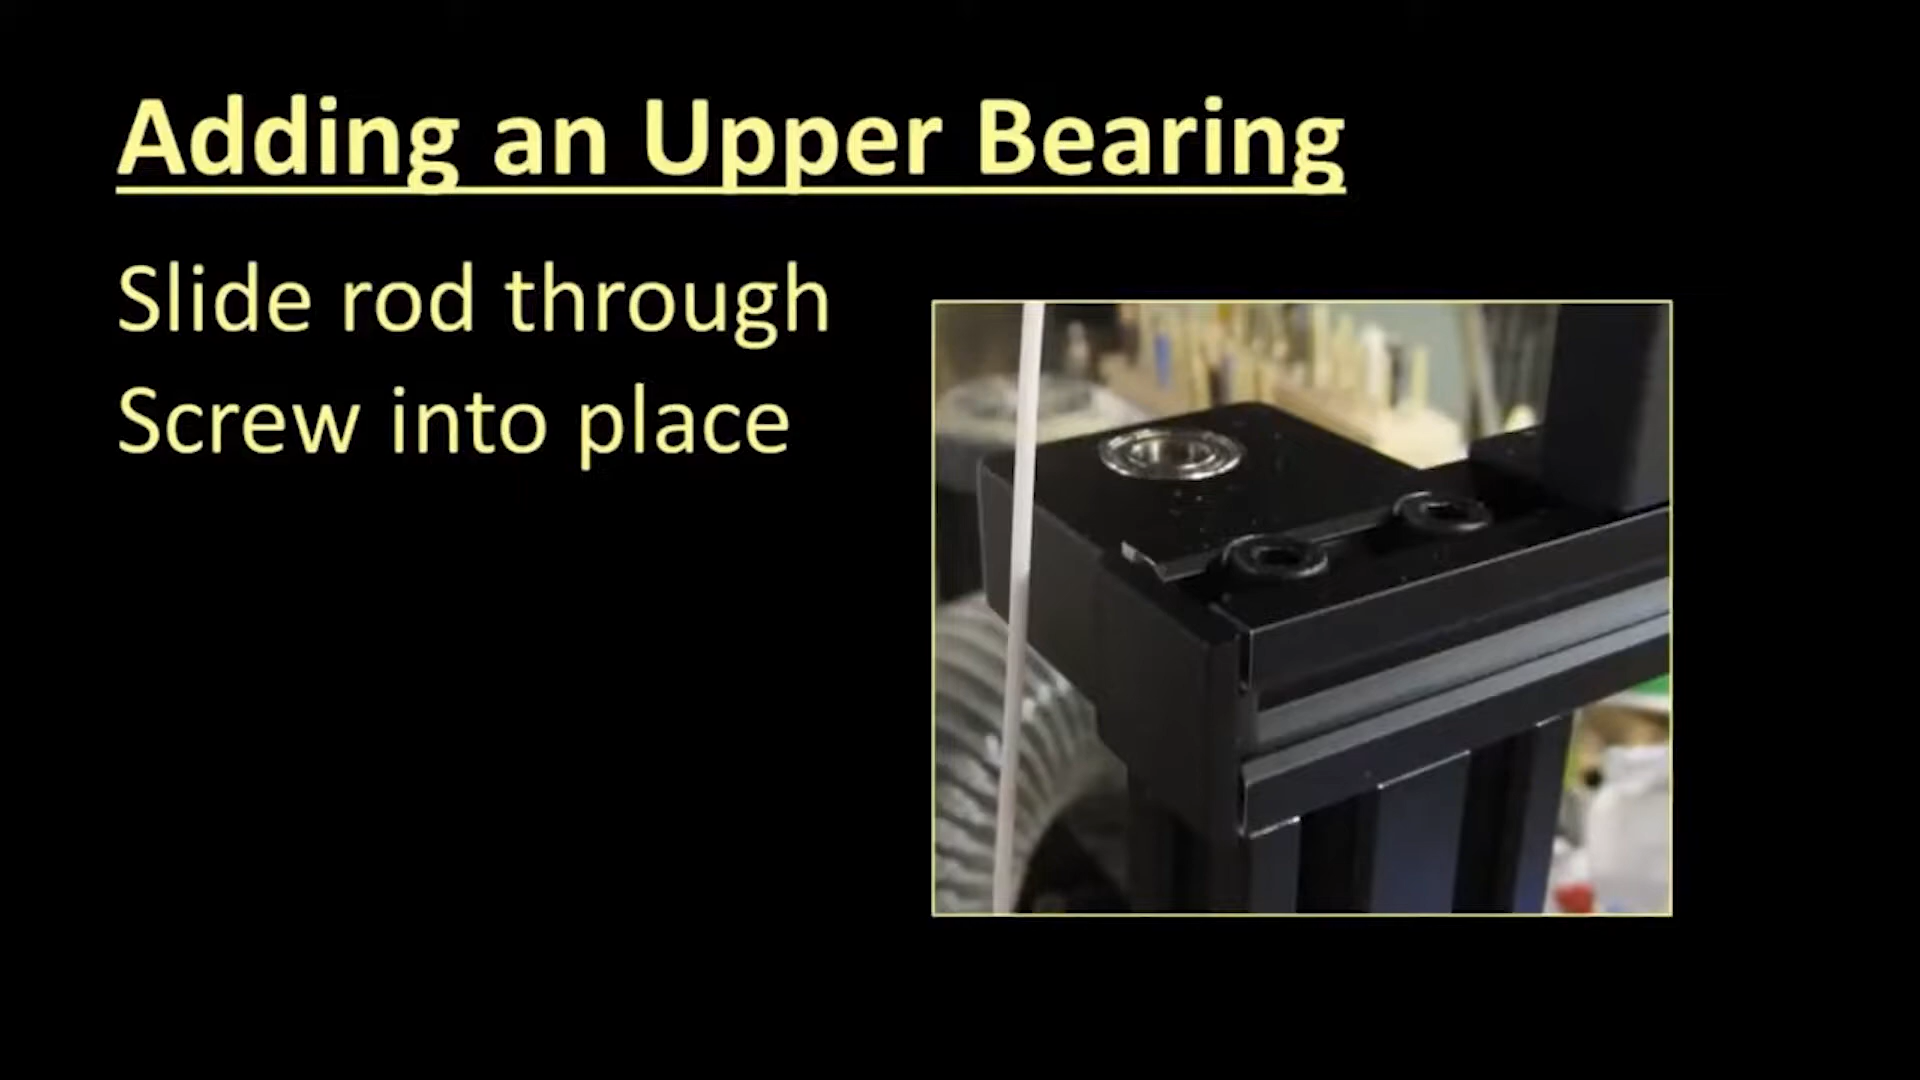 Adding an Upper Bearing
Slide rod through
Screw into place